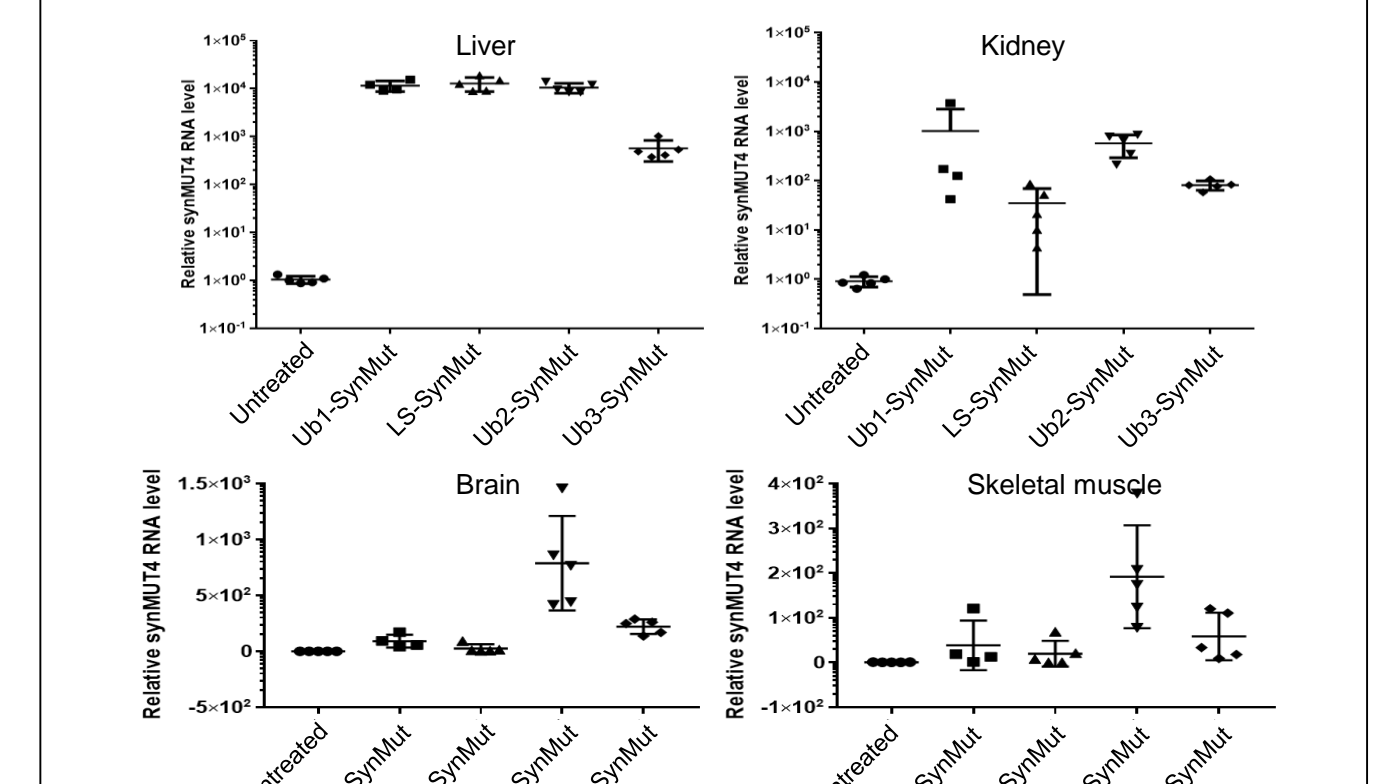 Liver
Relative synMUT4 RNA level
1×10⁵
1×10⁴
1×10³
1×10²
1×10¹
1×10⁰
1×10⁻¹
Untreated
Ub1-SynMut
LS-SynMut
Ub2-SynMut
Ub3-SynMut
Kidney
Relative synMUT4 RNA level
1×10⁵
1×10⁴
1×10³
1×10²
1×10¹
1×10⁰
1×10⁻¹
Untreated
Ub1-SynMut
LS-SynMut
Ub2-SynMut
Ub3-SynMut
Brain
Relative synMUT4 RNA level
1.5×10³
1×10³
5×10²
0
-5×10²
treated
SynMut
SynMut
SynMut
SynMut
Skeletal muscle
Relative synMUT4 RNA level
4×10²
3×10²
2×10²
1×10²
0
-1×10²
treated
SynMut
SynMut
SynMut
SynMut